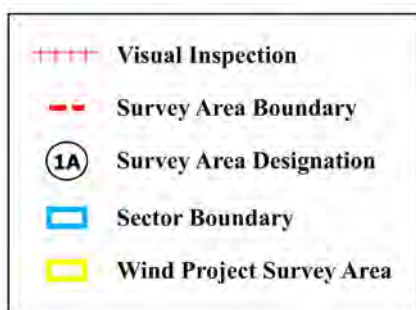 Visual Inspection
Survey Area Boundary
1A Survey Area Designation
Sector Boundary
Wind Project Survey Area